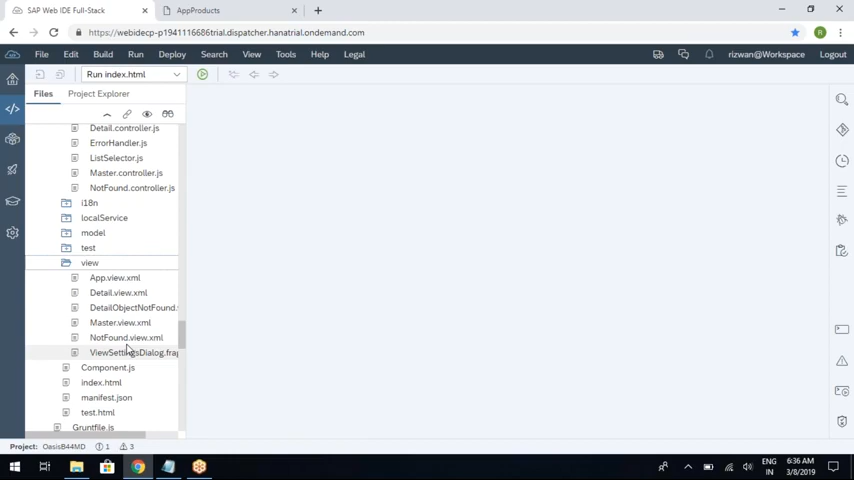 SAP Web IDE Full-Stack
AppProducts
https://webidecp-p1941116686trial.dispatcher.hanatrial.ondemand.com
R
File Edit Build Run Deploy Search View Tools Help Legal
rizwan@Workspace Logout
Run index.html
Files Project Explorer
Detail.controller.js
ErrorHandler.js
ListSelector.js
Master.controller.js
NotFound.controller.js
i18n
localService
model
test
view
App.view.xml
Detail.view.xml
DetailObjectNotFound.
Master.view.xml
NotFound.view.xml
ViewSettingsDialog.frag
Component.js
index.html
manifest.json
test.html
Gruntfile.js
Project: OasisB44MD 1 3
ENG
IN
6:36 AM
3/8/2019